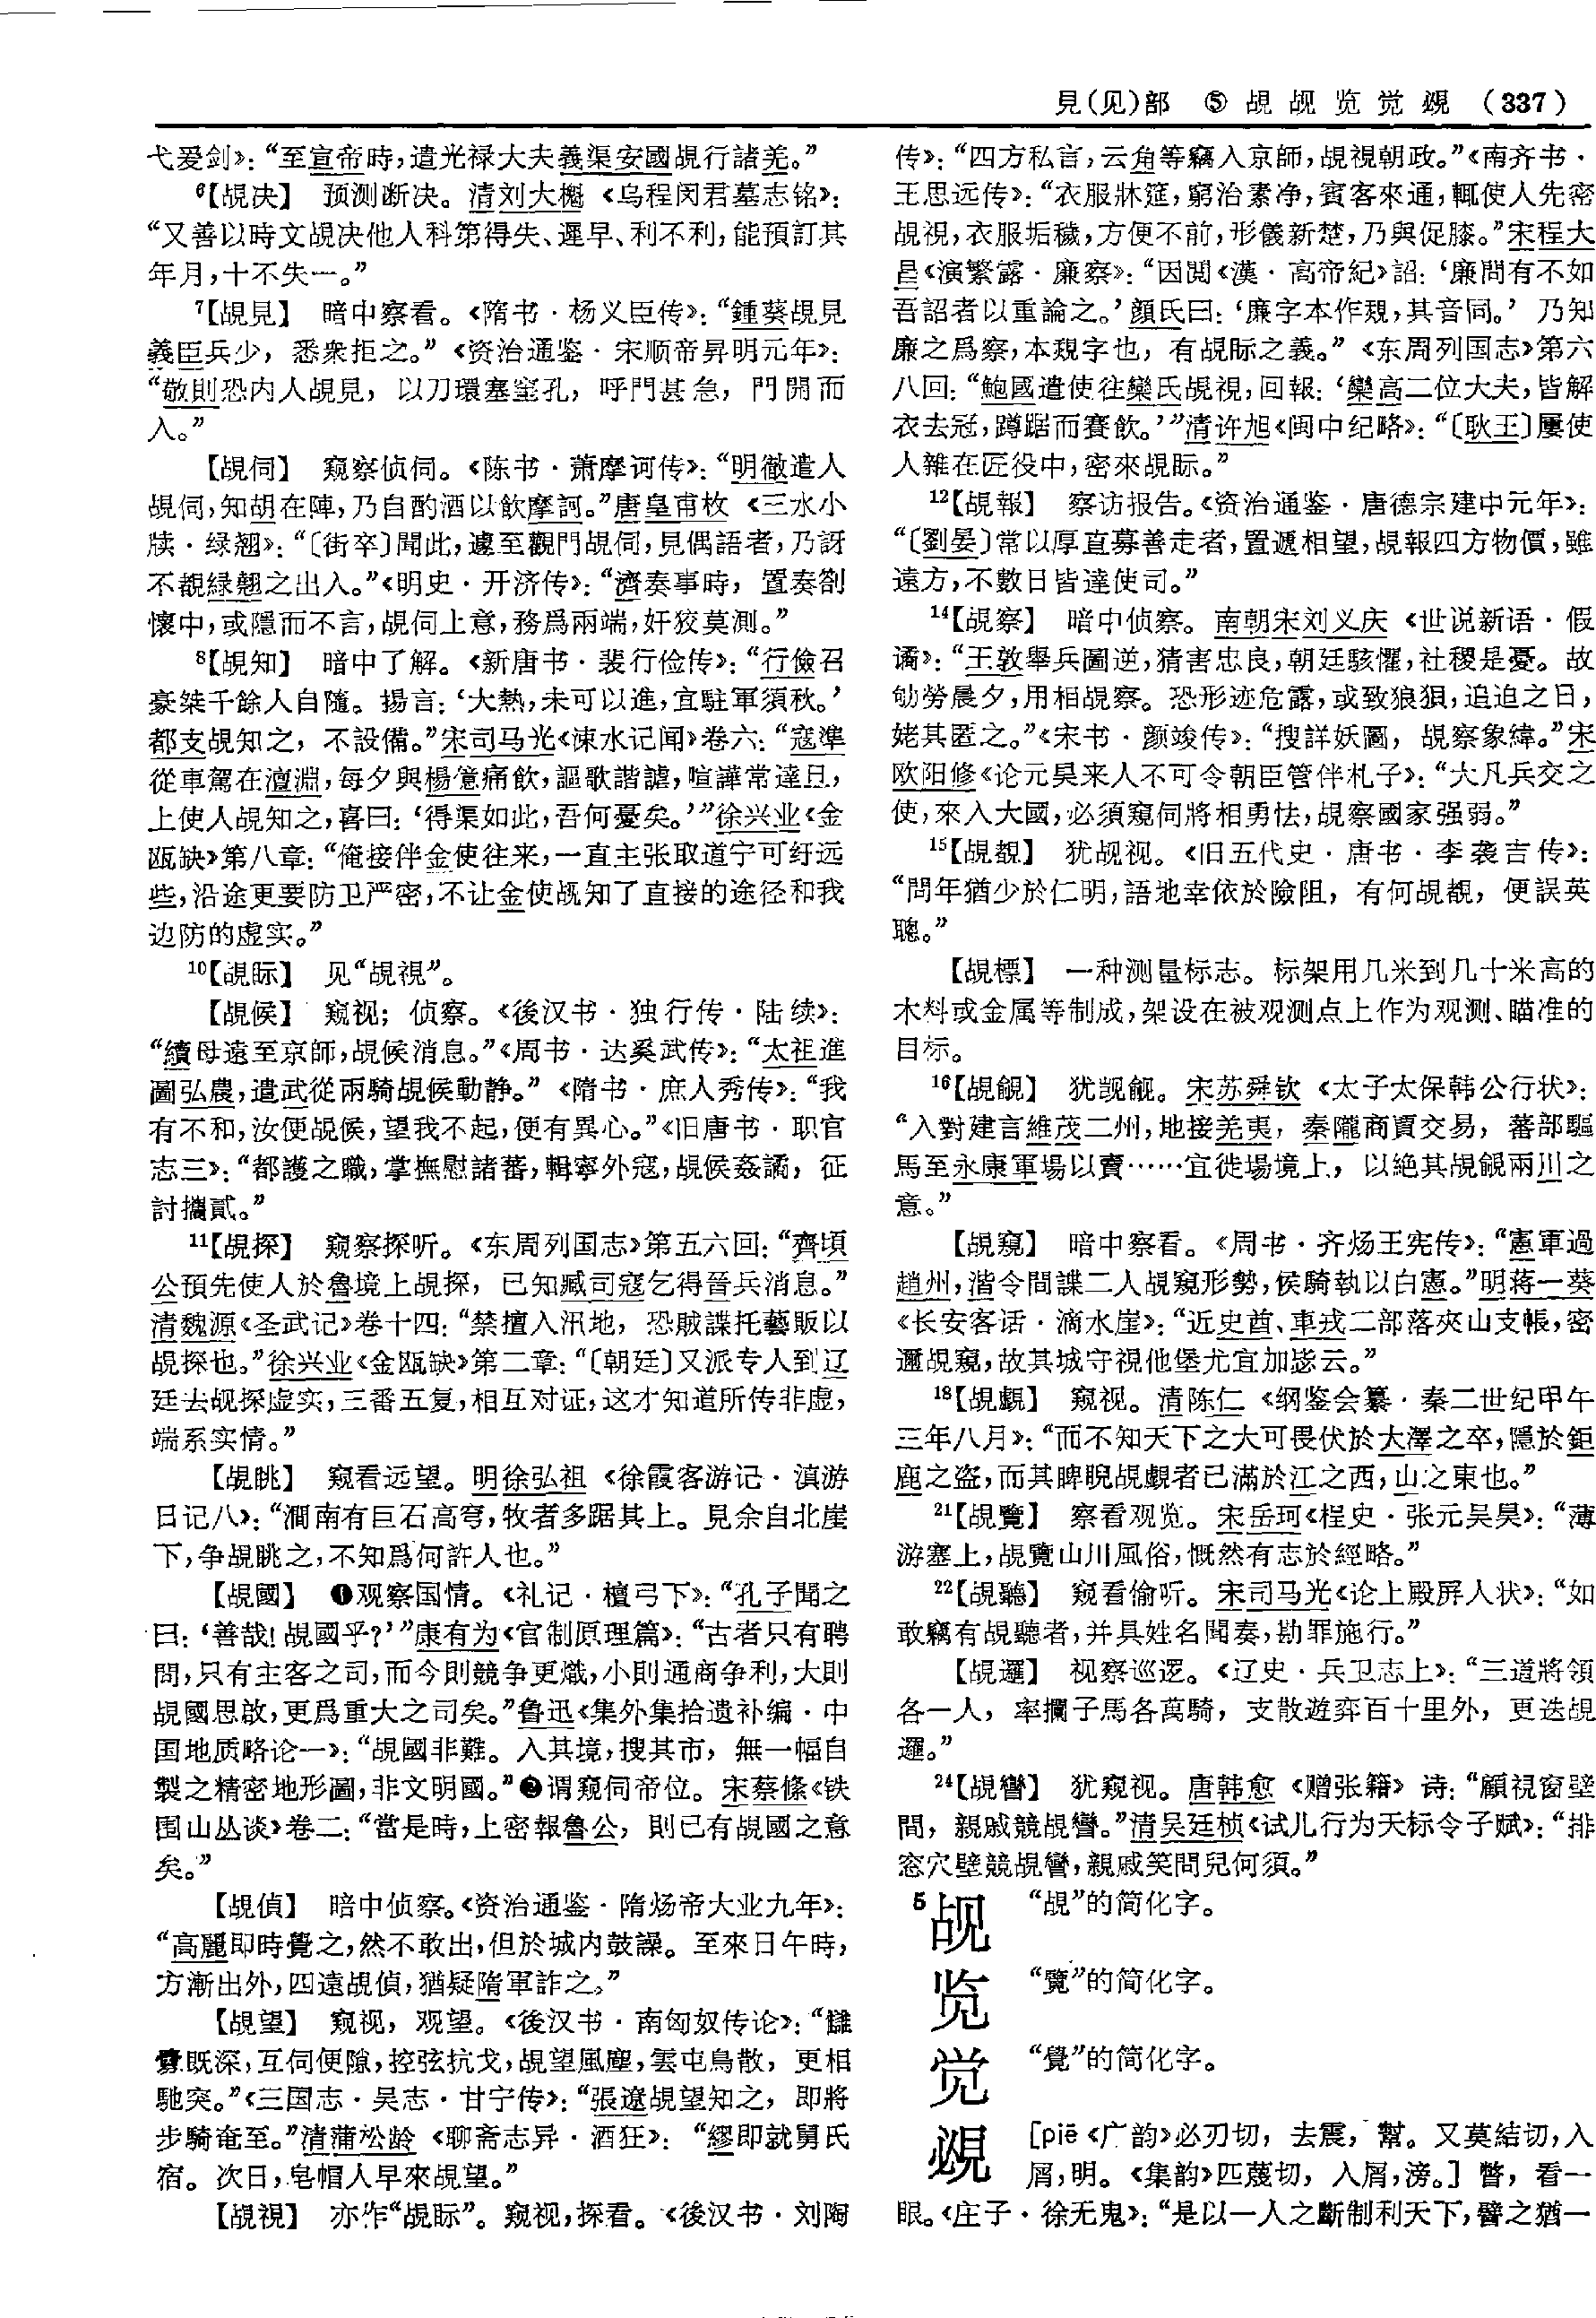 見(见)部　⑤ 覘 觇 览 觉 覕 (337)
弋爱剑》：“至宣帝時，遣光禄大夫義渠安國覘行諸羌。”
6【覘决】　预测断决。清刘大櫆《乌程闵君墓志铭》：
“又善以時文覘决他人科第得失、遲早、利不利，能預訂其
年月，十不失一。”
7【覘見】　暗中察看。《隋书·杨义臣传》：“鍾葵覘見
義臣兵少，悉衆拒之。”《资治通鉴·宋顺帝昇明元年》：
“敬則恐内人覘見，以刀環塞窐孔，呼門甚急，門開而
入。”
【覘伺】　窥察侦伺。《陈书·萧摩诃传》：“明徹遣人
覘伺，知胡在陣，乃自酌酒以飲摩訶。”唐皇甫枚《三水小
牍·绿翘》：“〔街卒〕聞此，遽至觀門覘伺，見偶語者，乃訝
不覩緑翹之出入。”《明史·开济传》：“濟奏事時，置奏劄
懷中，或隱而不言，覘伺上意，務爲兩端，奸狡莫測。”
8【覘知】　暗中了解。《新唐书·裴行俭传》：“行儉召
豪桀千餘人自隨。揚言：‘大熱，未可以進，宜駐軍須秋。’
都支覘知之，不設備。”宋司马光《涑水记闻》卷六：“寇準
從車駕在澶淵，每夕與楊億痛飲，謳歌諧謔，喧譁常達旦，
上使人覘知之，喜曰：‘得渠如此，吾何憂矣。’”徐兴业《金
瓯缺》第八章：“俺接伴金使往来，一直主张取道宁可纡远
些，沿途更要防卫严密，不让金使觇知了直接的途径和我
边防的虚实。”
10【覘眎】　见“覘視”。
【覘候】　窥视；侦察。《後汉书·独行传·陆续》：
“續母遠至京師，覘候消息。”《周书·达奚武传》：“太祖進
圖弘農，遣武從兩騎覘候動静。”《隋书·庶人秀传》：“我
有不和，汝便覘候，望我不起，便有異心。”《旧唐书·职官
志三》：“都護之職，掌撫慰諸蕃，輯寧外寇，覘候姦譎，征
討攜貳。”
11【覘探】　窥察探听。《东周列国志》第五六回：“齊頃
公預先使人於魯境上覘探，已知臧司寇乞得晉兵消息。”
清魏源《圣武记》卷十四：“禁擅入汛地，恐賊諜托藝販以
覘探也。”徐兴业《金瓯缺》第二章：“〔朝廷〕又派专人到辽
廷去觇探虚实，三番五复，相互对证，这才知道所传非虚，
端系实情。”
【覘眺】　窥看远望。明徐弘祖《徐霞客游记·滇游
日记八》：“澗南有巨石高穹，牧者多踞其上。見余自北崖
下，争覘眺之，不知爲何許人也。”
【覘國】　❶观察国情。《礼记·檀弓下》：“孔子聞之
曰：‘善哉！覘國乎？’”康有为《官制原理篇》：“古者只有聘
問，只有主客之司，而今則競争更熾，小則通商争利，大則
覘國思啟，更爲重大之司矣。”鲁迅《集外集拾遗补编·中
国地质略论一》：“覘國非難。入其境，搜其市，無一幅自
製之精密地形圖，非文明國。”❷谓窥伺帝位。宋蔡絛《铁
围山丛谈》卷二：“當是時，上密報魯公，則已有覘國之意
矣。”
【覘偵】　暗中侦察。《资治通鉴·隋炀帝大业九年》：
“高麗即時覺之，然不敢出，但於城内鼓譟。至來日午時，
方漸出外，四遠覘偵，猶疑隋軍詐之。”
【覘望】　窥视，观望。《後汉书·南匈奴传论》：“讎
釁既深，互伺便隙，控弦抗戈，覘望風塵，雲屯鳥散，更相
馳突。”《三国志·吴志·甘宁传》：“張遼覘望知之，即將
步騎奄至。”清蒲松龄《聊斋志异·酒狂》：“繆即就舅氏
宿。次日，皂帽人早來覘望。”
【覘視】　亦作“覘眎”。窥视，探看。《後汉书·刘陶
传》：“四方私言，云角等竊入京師，覘視朝政。”《南齐书·
王思远传》：“衣服牀筵，窮治素净，賓客來通，輒使人先密
覘視，衣服垢穢，方便不前，形儀新楚，乃與促膝。”宋程大
昌《演繁露·廉察》：“因閲《漢·高帝紀》詔：‘廉問有不如
吾詔者以重論之。’顔氏曰：‘廉字本作覝，其音同。’乃知
廉之爲察，本覝字也，有覘眎之義。”《东周列国志》第六
八回：“鮑國遣使往欒氏覘視，回報：‘欒高二位大夫，皆解
衣去冠，蹲踞而賽飲。’”清许旭《闽中纪略》：“〔耿王〕屢使
人雜在匠役中，密來覘眎。”
12【覘報】　察访报告。《资治通鉴·唐德宗建中元年》：
“〔劉晏〕常以厚直募善走者，置遞相望，覘報四方物價，雖
遠方，不數日皆達使司。”
14【覘察】　暗中侦察。南朝宋刘义庆《世说新语·假
谲》：“王敦舉兵圖逆，猜害忠良，朝廷駭懼，社稷是憂。故
劬勞晨夕，用相覘察。恐形迹危露，或致狼狽，追迫之日，
姥其匿之。”《宋书·颜竣传》：“搜詳妖圖，覘察象緯。”宋
欧阳修《论元昊来人不可令朝臣管伴札子》：“大凡兵交之
使，來入大國，必須窺伺將相勇怯，覘察國家强弱。”
15【覘覩】　犹觇视。《旧五代史·唐书·李袭吉传》：
“問年猶少於仁明，語地幸依於險阻，有何覘覩，便誤英
聰。”
【覘標】　一种测量标志。标架用几米到几十米高的
木料或金属等制成，架设在被观测点上作为观测、瞄准的
目标。
16【覘覦】　犹觊觎。宋苏舜钦《太子太保韩公行状》：
“入對建言維茂二州，地接羌夷，秦隴商賈交易，蕃部驅
馬至永康軍場以賣……宜徙場境上，以絶其覘覦兩川之
意。”
【覘窺】　暗中察看。《周书·齐炀王宪传》：“憲軍過
趙州，湝令間諜二人覘窺形勢，侯騎執以白憲。”明蒋一葵
《长安客话·滴水崖》：“近史酋、車戎二部落夾山支帳，密
邇覘窺，故其城守視他堡尤宜加毖云。”
18【覘覷】　窥视。清陈仁《纲鉴会纂·秦二世纪甲午
三年八月》：“而不知天下之大可畏伏於大澤之卒，隱於鉅
鹿之盗，而其睥睨覘覷者已滿於江之西，山之東也。”
21【覘覽】　察看观览。宋岳珂《桯史·张元吴昊》：“薄
游塞上，覘覽山川風俗，慨然有志於經略。”
22【覘聽】　窥看偷听。宋司马光《论上殿屏人状》：“如
敢竊有覘聽者，并具姓名聞奏，勘罪施行。”
【覘邏】　视察巡逻。《辽史·兵卫志上》：“三道將領
各一人，率攔子馬各萬騎，支散遊弈百十里外，更迭覘
邏。”
24【覘矕】　犹窥视。唐韩愈《赠张籍》诗：“顧視窗壁
間，親戚競覘矕。”清吴廷桢《试儿行为天标令子赋》：“排
窓穴壁競覘矕，親戚笑問兒何須。”
5觇　“覘”的简化字。
览　“覽”的简化字。
觉　“覺”的简化字。
覕　[piē《广韵》必刃切，去震，幫。又莫結切，入
屑，明。《集韵》匹蔑切，入屑，滂。]瞥，看一
眼。《庄子·徐无鬼》：“是以一人之斷制利天下，譬之猶一